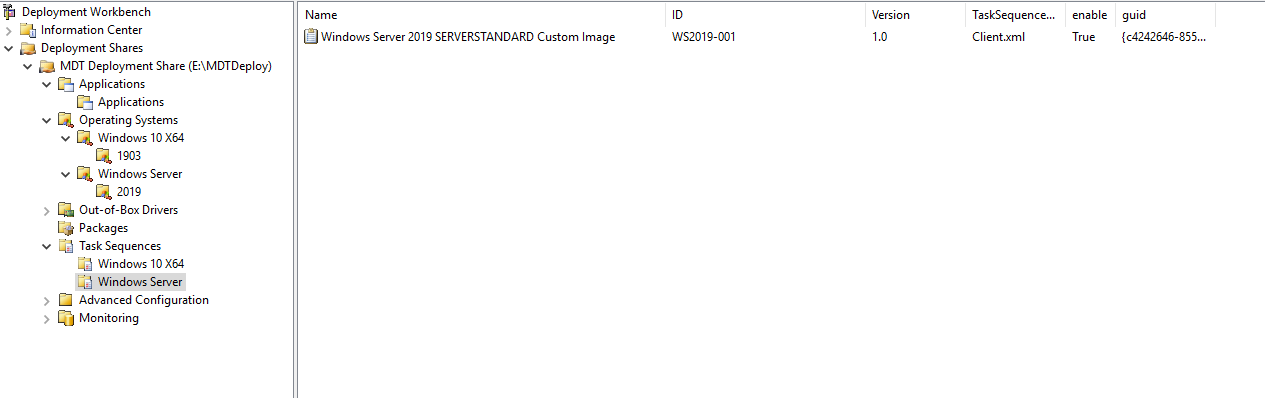 Deployment Workbench
Information Center
Deployment Shares
MDT Deployment Share (E:\MDTDeploy)
Applications
Applications
Operating Systems
Windows 10 X64
1903
Windows Server
2019
Out-of-Box Drivers
Packages
Task Sequences
Windows 10 X64
Windows Server
Advanced Configuration
Monitoring
Name ID Version TaskSequence... enable guid
Windows Server 2019 SERVERSTANDARD Custom Image WS2019-001 1.0 Client.xml True {c4242646-855...